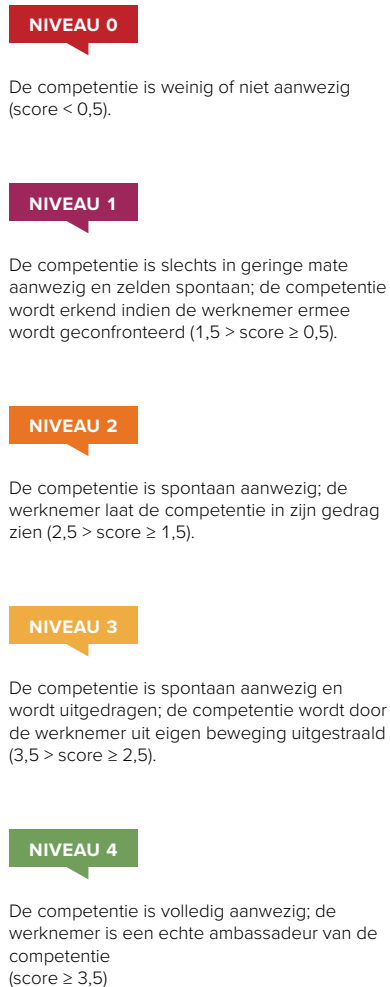 NIVEAU 0
De competentie is weinig of niet aanwezig
(score < 0,5).
NIVEAU 1
De competentie is slechts in geringe mate
aanwezig en zelden spontaan; de competentie
wordt erkend indien de werknemer ermee
wordt geconfronteerd (1,5 > score ≥ 0,5).
NIVEAU 2
De competentie is spontaan aanwezig; de
werknemer laat de competentie in zijn gedrag
zien (2,5 > score ≥ 1,5).
NIVEAU 3
De competentie is spontaan aanwezig en
wordt uitgedragen; de competentie wordt door
de werknemer uit eigen beweging uitgestraald
(3,5 > score ≥ 2,5).
NIVEAU 4
De competentie is volledig aanwezig; de
werknemer is een echte ambassadeur van de
competentie
(score ≥ 3,5)